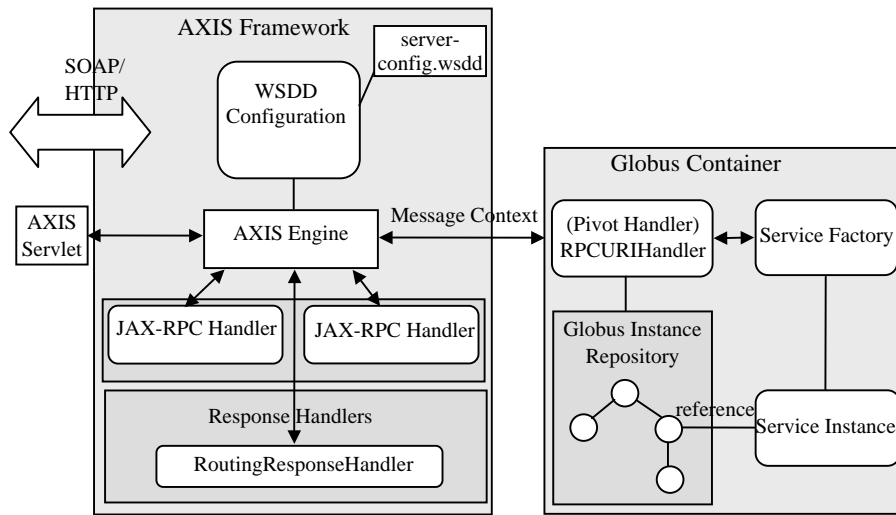 AXIS Framework
server-
config.wsdd
SOAP/
HTTP
WSDD
Configuration
Globus Container
AXIS
Servlet
AXIS Engine
Message Context
(Pivot Handler)
RPCURIHandler
Service Factory
JAX-RPC Handler
JAX-RPC Handler
Globus Instance
Repository
Response Handlers
reference
Service Instance
RoutingResponseHandler